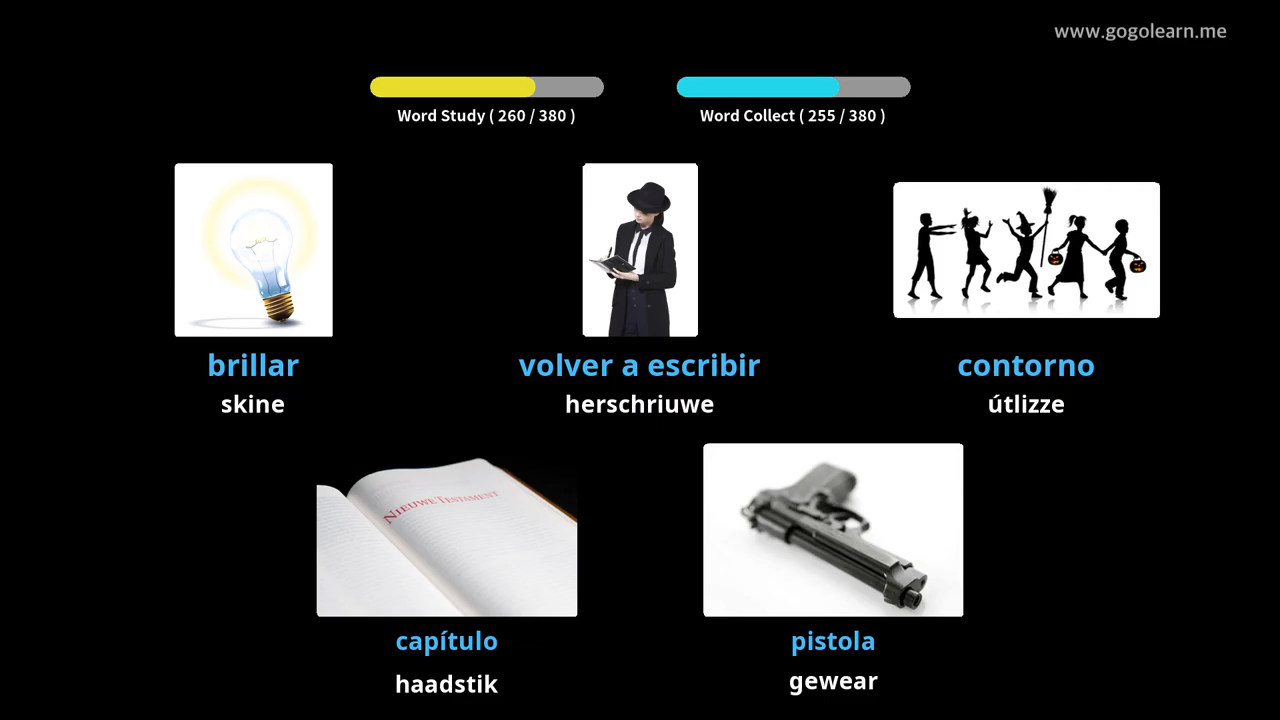 www.gogolearn.me
Word Study ( 260 / 380 )
Word Collect ( 255 / 380 )
brillar
skine
volver a escribir
herschriuwe
contorno
útlizze
NIEUWE TESTAMENT
capítulo
haadstik
pistola
gewear